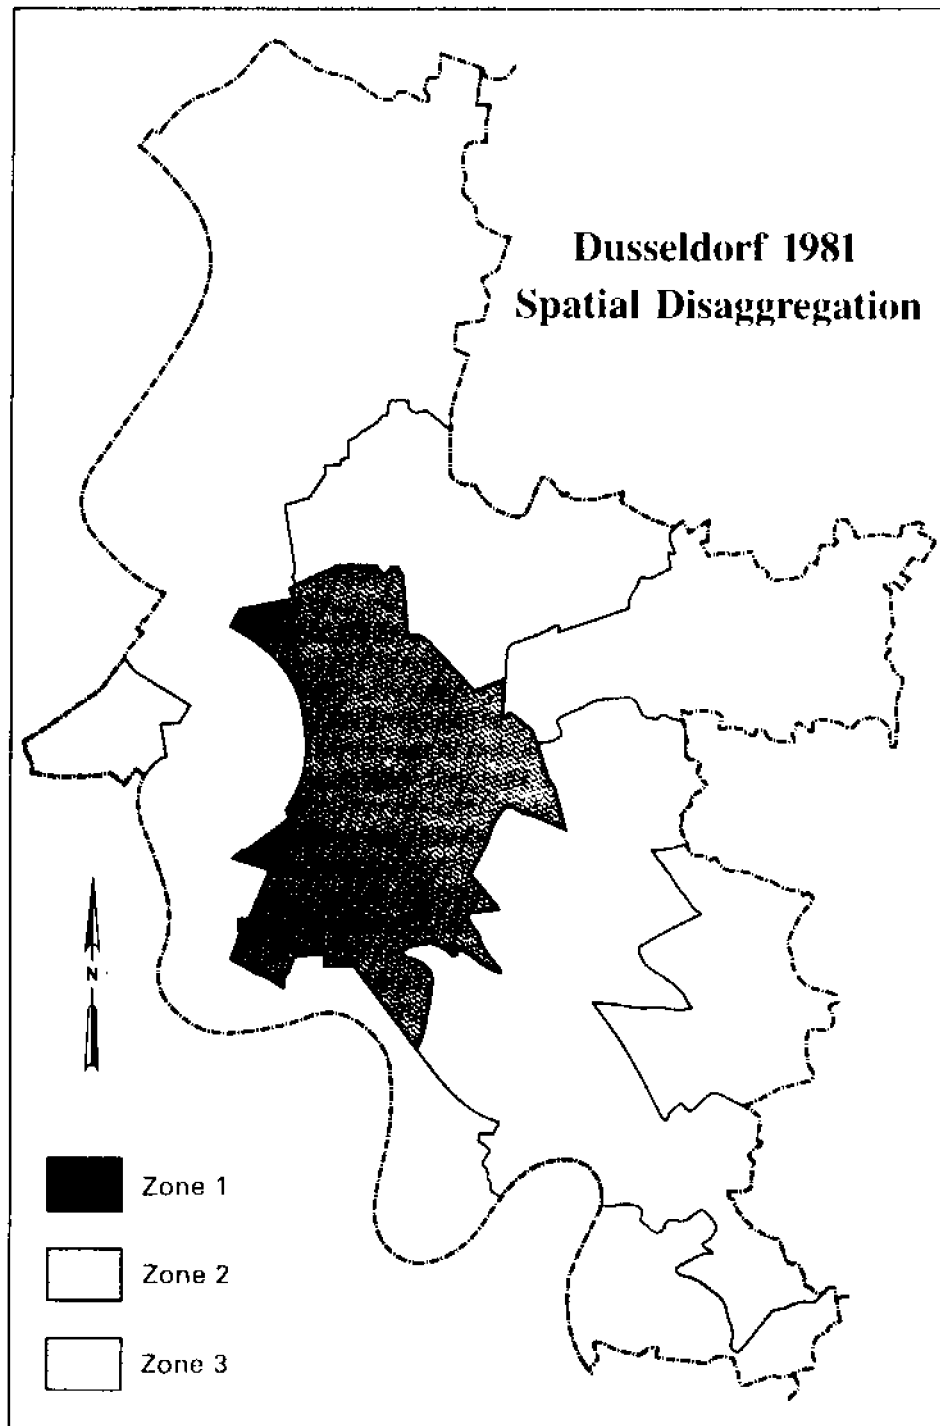 Dusseldorf 1981
Spatial Disaggregation
N
Zone 1
Zone 2
Zone 3